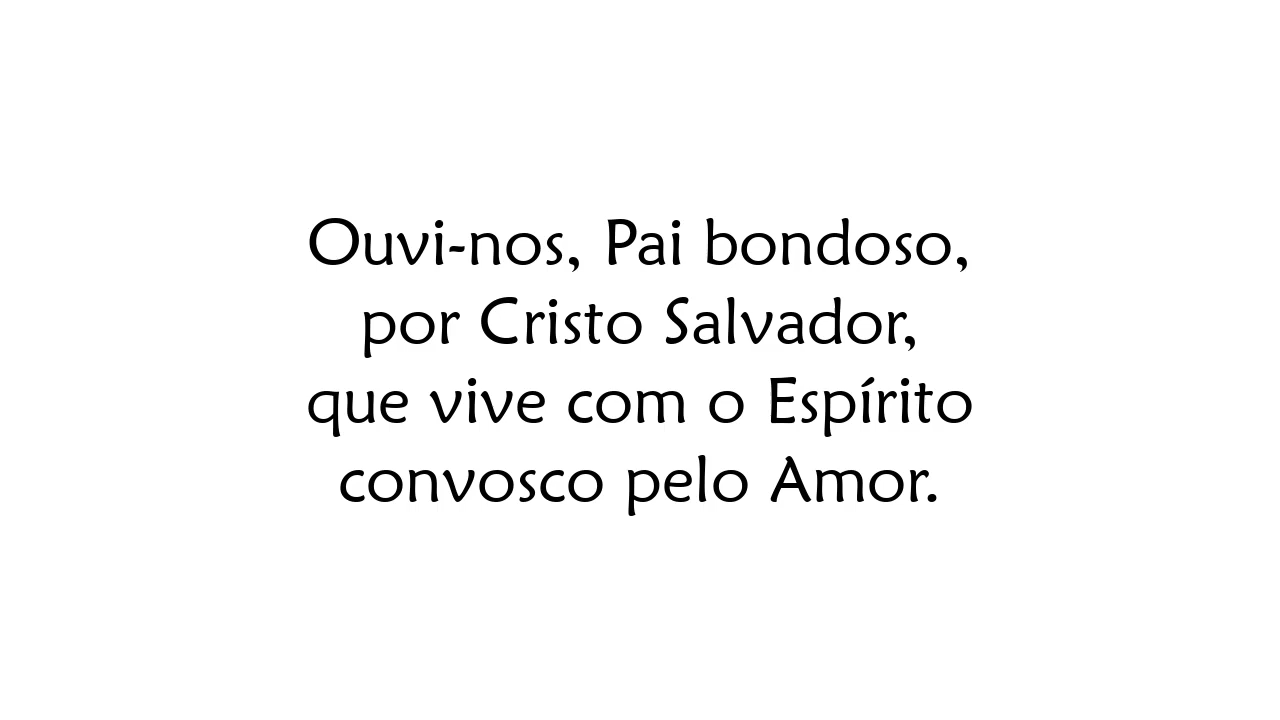 Ouvi-nos, Pai bondoso,
por Cristo Salvador,
que vive com o Espírito
convosco pelo Amor.